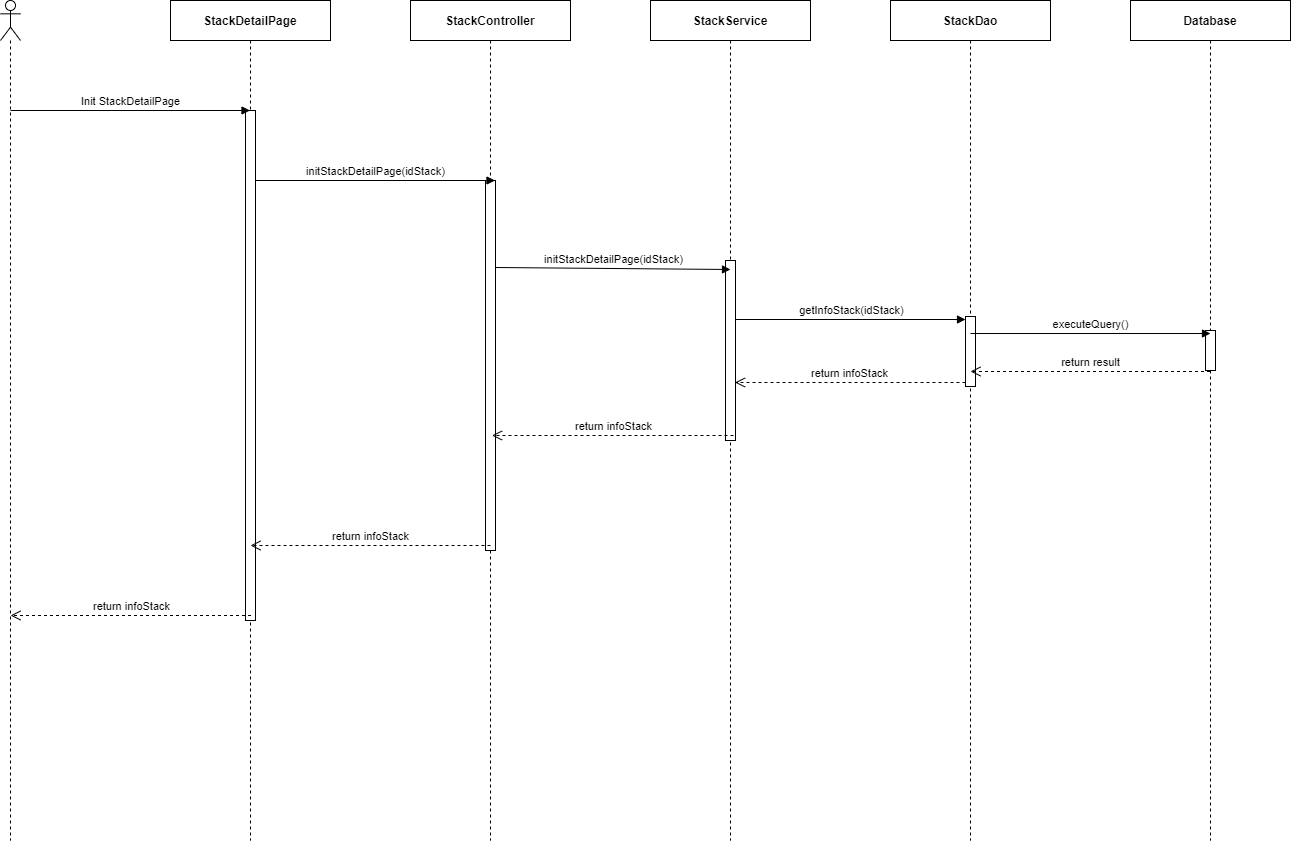 StackDetailPage
StackController
StackService
StackDao
Database
Init StackDetailPage
initStackDetailPage(idStack)
initStackDetailPage(idStack)
getInfoStack(idStack)
executeQuery()
return result
return infoStack
return infoStack
return infoStack
return infoStack